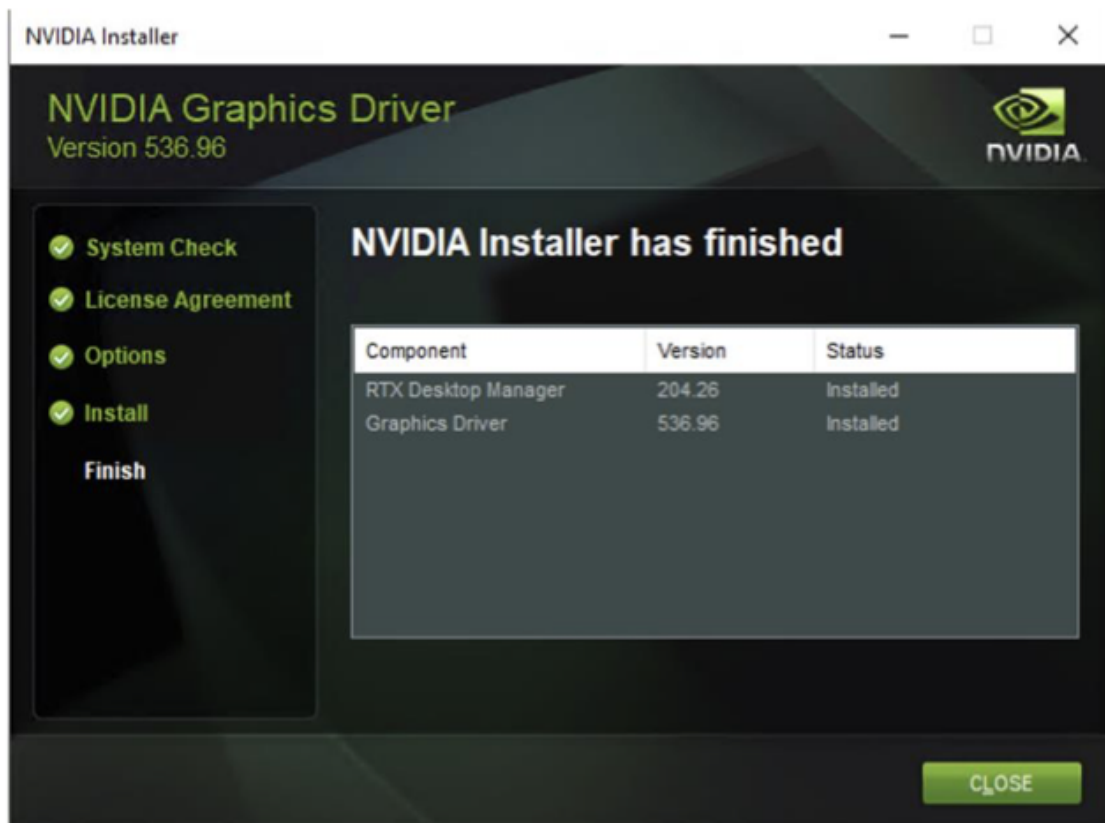 NVIDIA Installer
NVIDIA Graphics Driver
Version 536.96
NVIDIA
System Check
License Agreement
Options
Install
Finish
NVIDIA Installer has finished
Component Version Status
RTX Desktop Manager 204.26 Installed
Graphics Driver 536.96 Installed
CLOSE